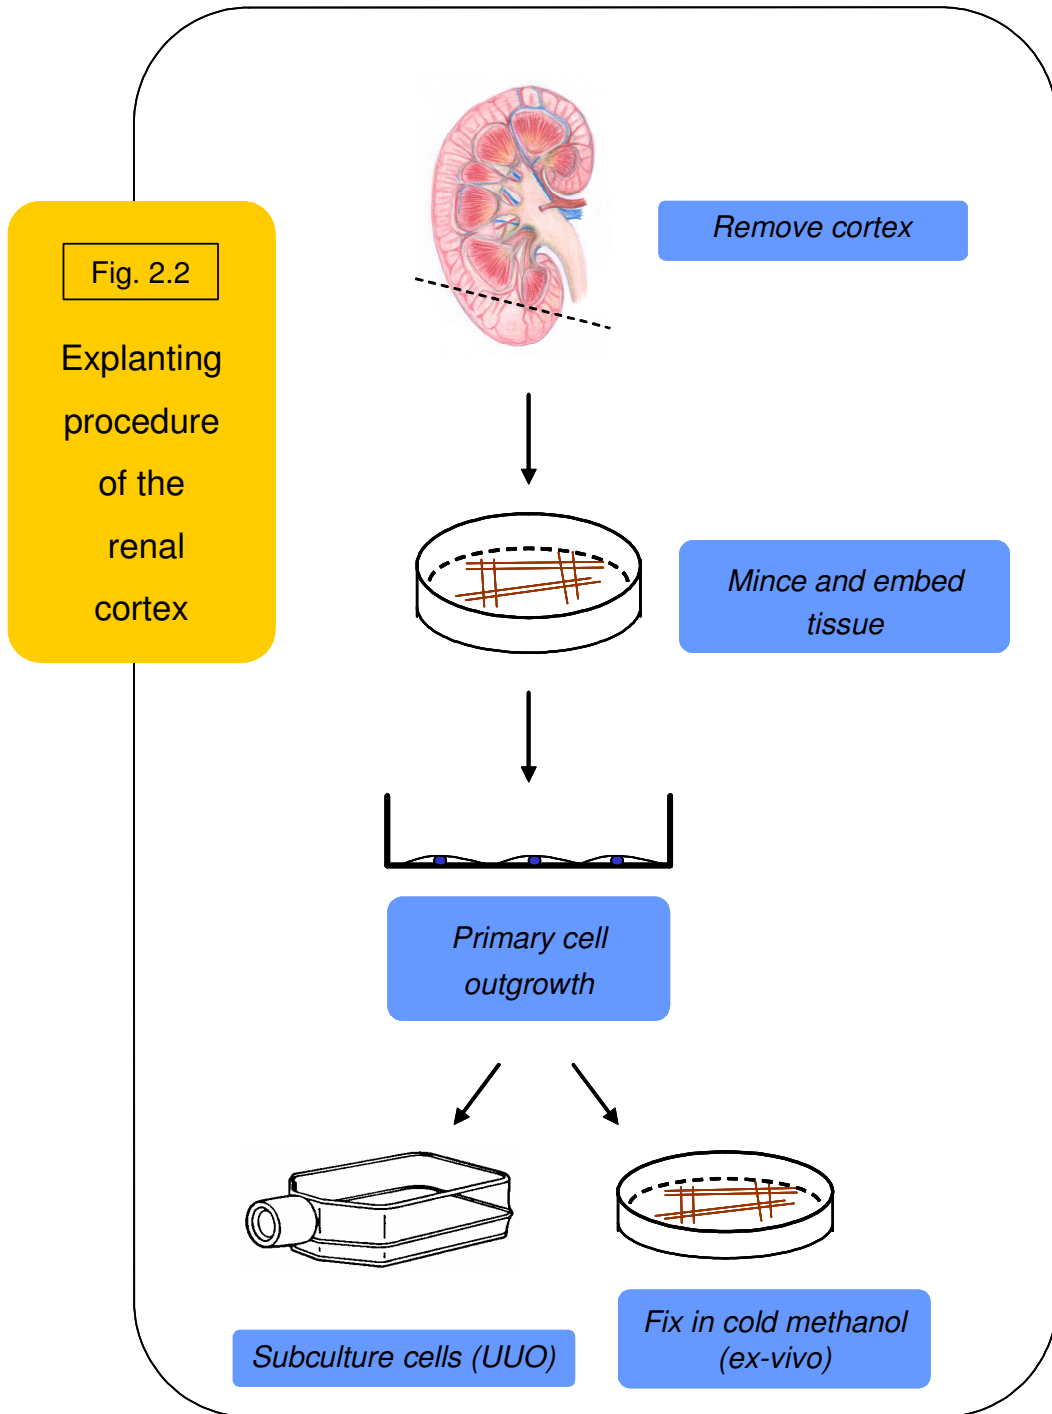 Fig. 2.2
Explanting
procedure
of the
renal
cortex
Remove cortex
Mince and embed
tissue
Primary cell
outgrowth
Subculture cells (UUO)
Fix in cold methanol
(ex-vivo)